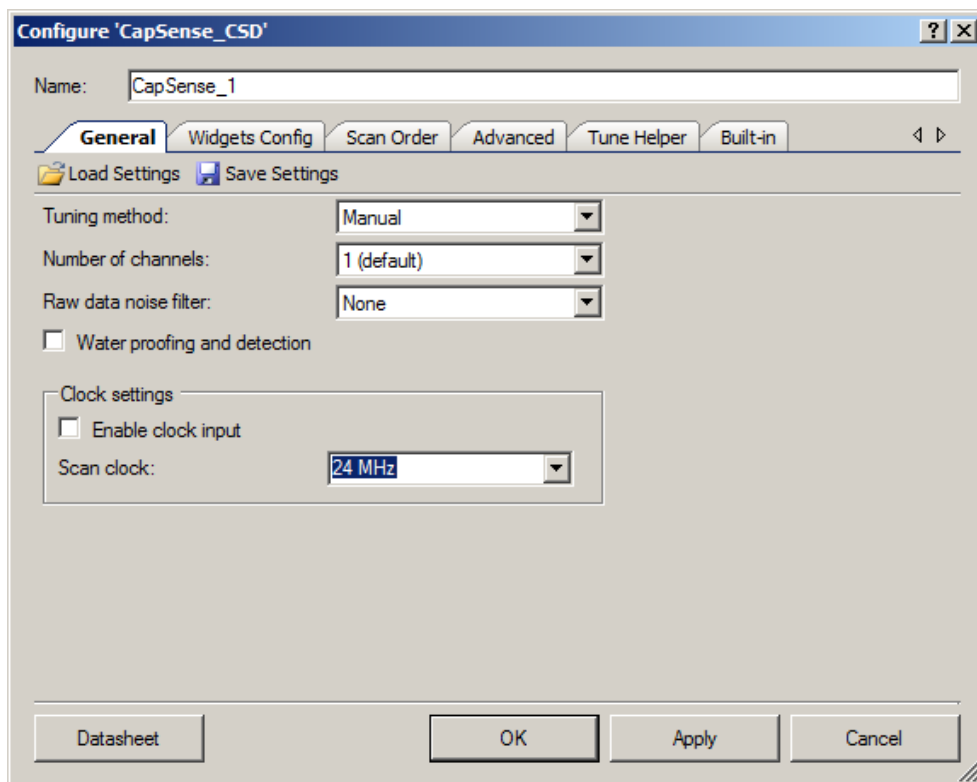 Configure 'CapSense_CSD'
Name: CapSense_1
General Widgets Config Scan Order Advanced Tune Helper Built-in
Load Settings Save Settings
Tuning method: Manual
Number of channels: 1 (default)
Raw data noise filter: None
Water proofing and detection
Clock settings
Enable clock input
Scan clock: 24 MHz
Datasheet OK Apply Cancel